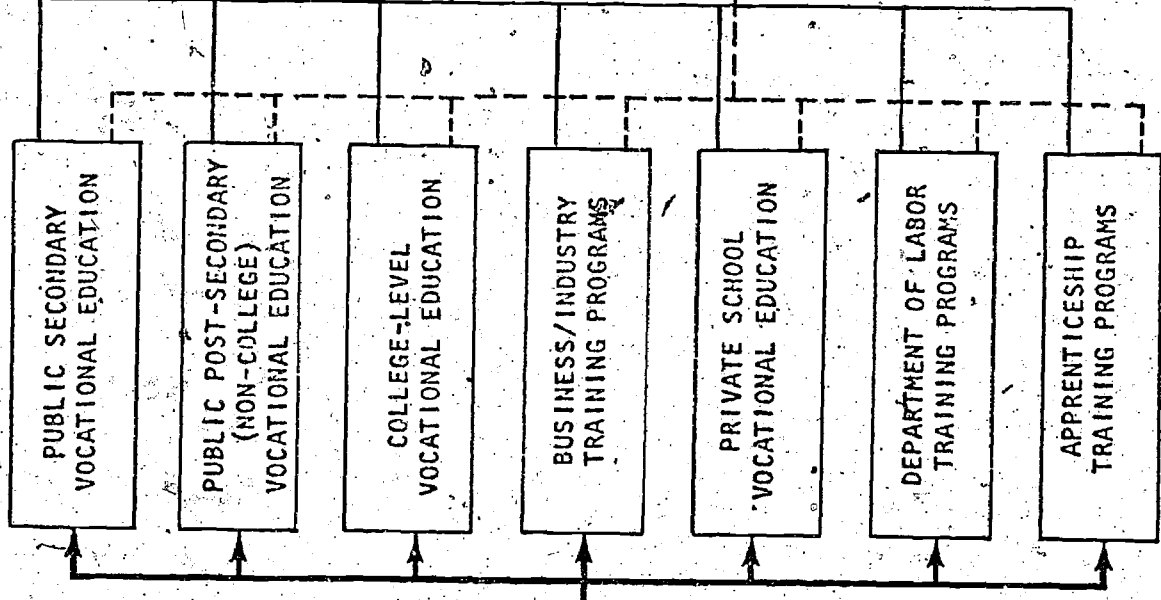 PUBLIC SECONDARY
VOCATIONAL EDUCATION
PUBLIC POST-SECONDARY
(NON-COLLEGE)
VOCATIONAL EDUCATION
COLLEGE-LEVEL
VOCATIONAL EDUCATION
BUSINESS/INDUSTRY
TRAINING PROGRAMS
PRIVATE SCHOOL
VOCATIONAL EDUCATION
DEPARTMENT OF LABOR
TRAINING PROGRAMS
APPRENTICESHIP
TRAINING PROGRAMS